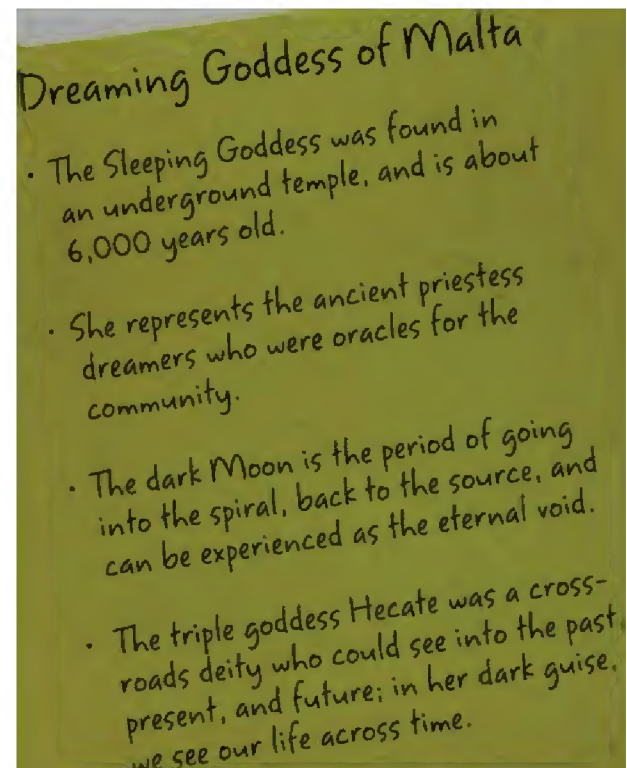 Dreaming Goddess of Malta
· The Sleeping Goddess was found in
an underground temple, and is about
6,000 years old.
· She represents the ancient priestess
dreamers who were oracles for the
community.
· The dark Moon is the period of going
into the spiral, back to the source, and
can be experienced as the eternal void.
· The triple goddess Hecate was a cross-
roads deity who could see into the past,
present, and future; in her dark guise,
we see our life across time.